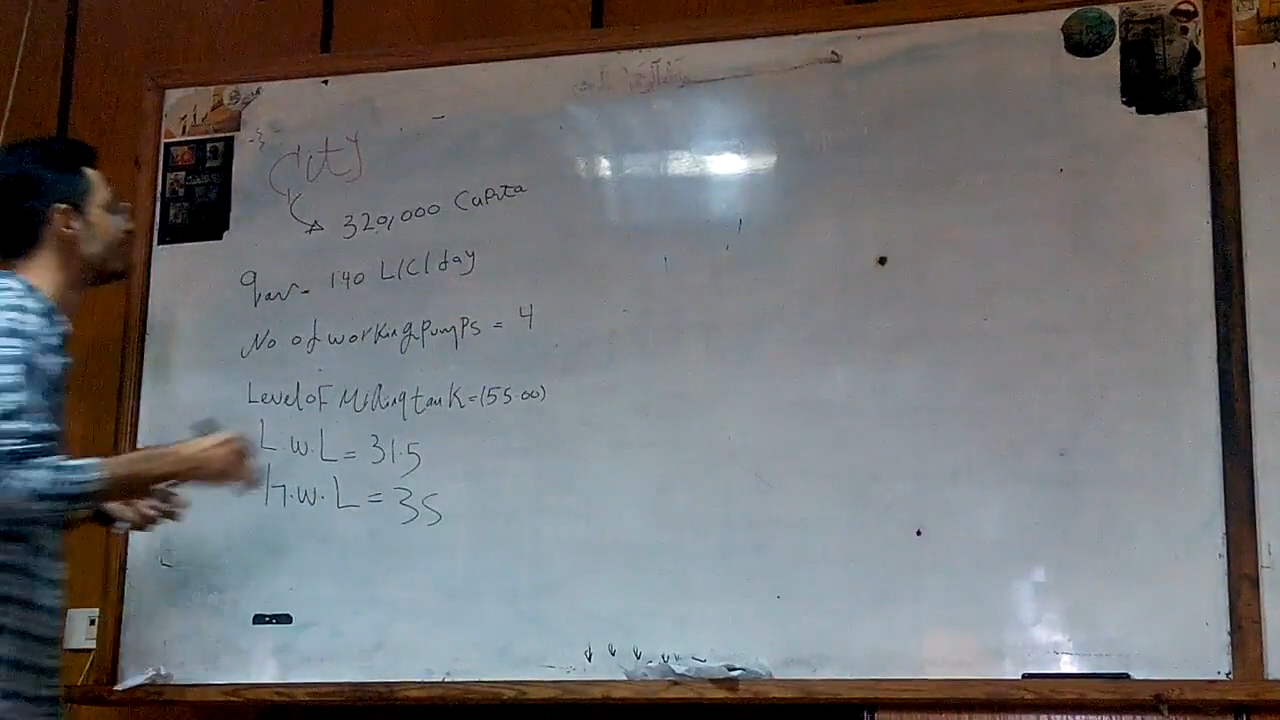 City
320,000 Capita
qav = 140 L/C/day
No of working pumps = 4
Level of Mixing tank = (55.00)
L.W.L = 31.5
H.W.L = 35